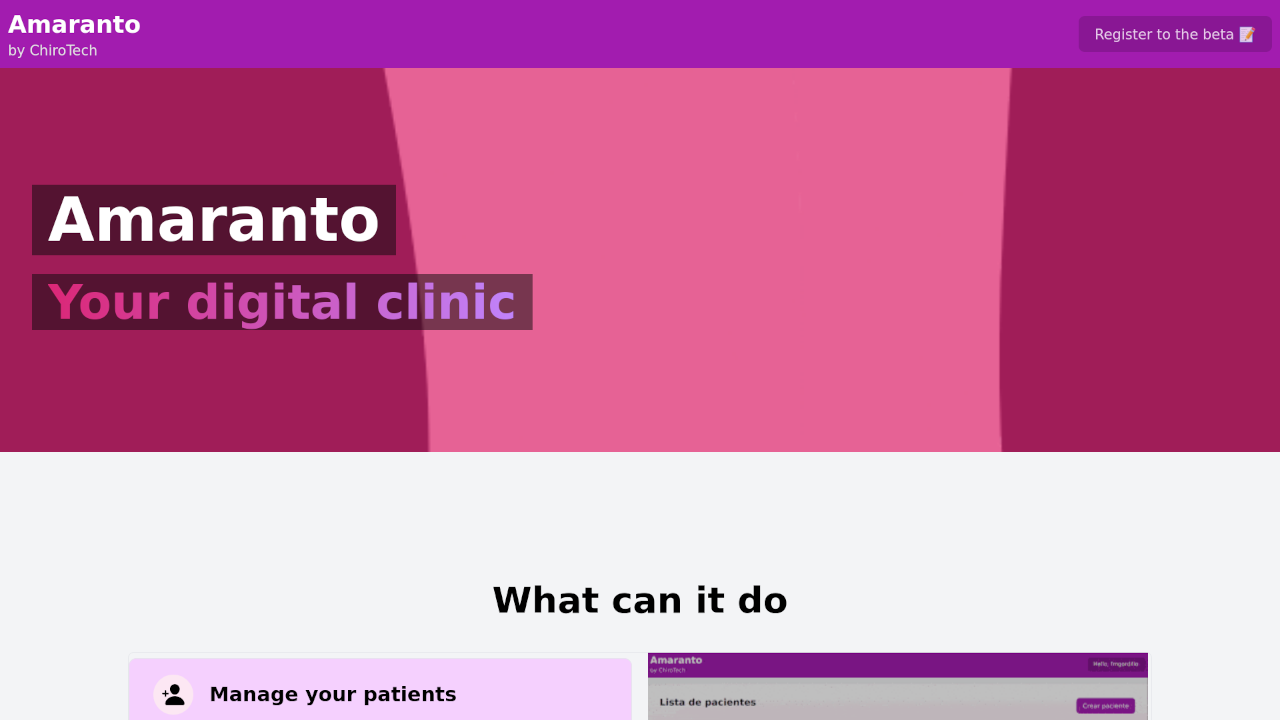 Amaranto
by ChiroTech
Register to the beta 📝
Amaranto
Your digital clinic
What can it do
Manage your patients
Amaranto
by ChiroTech
Hello, fmgordillo
Lista de pacientes
Crear paciente